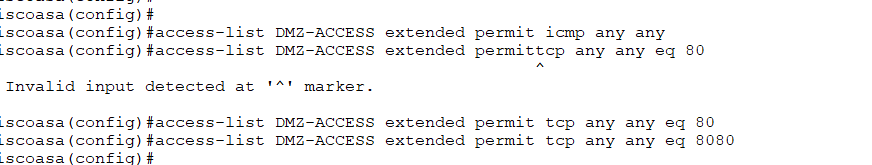 iscoasa(config)#
iscoasa(config)#access-list DMZ-ACCESS extended permit icmp any any
iscoasa(config)#access-list DMZ-ACCESS extended permittcp any any eq 80
^
Invalid input detected at '^' marker.
iscoasa(config)#access-list DMZ-ACCESS extended permit tcp any any eq 80
iscoasa(config)#access-list DMZ-ACCESS extended permit tcp any any eq 8080
iscoasa(config)#